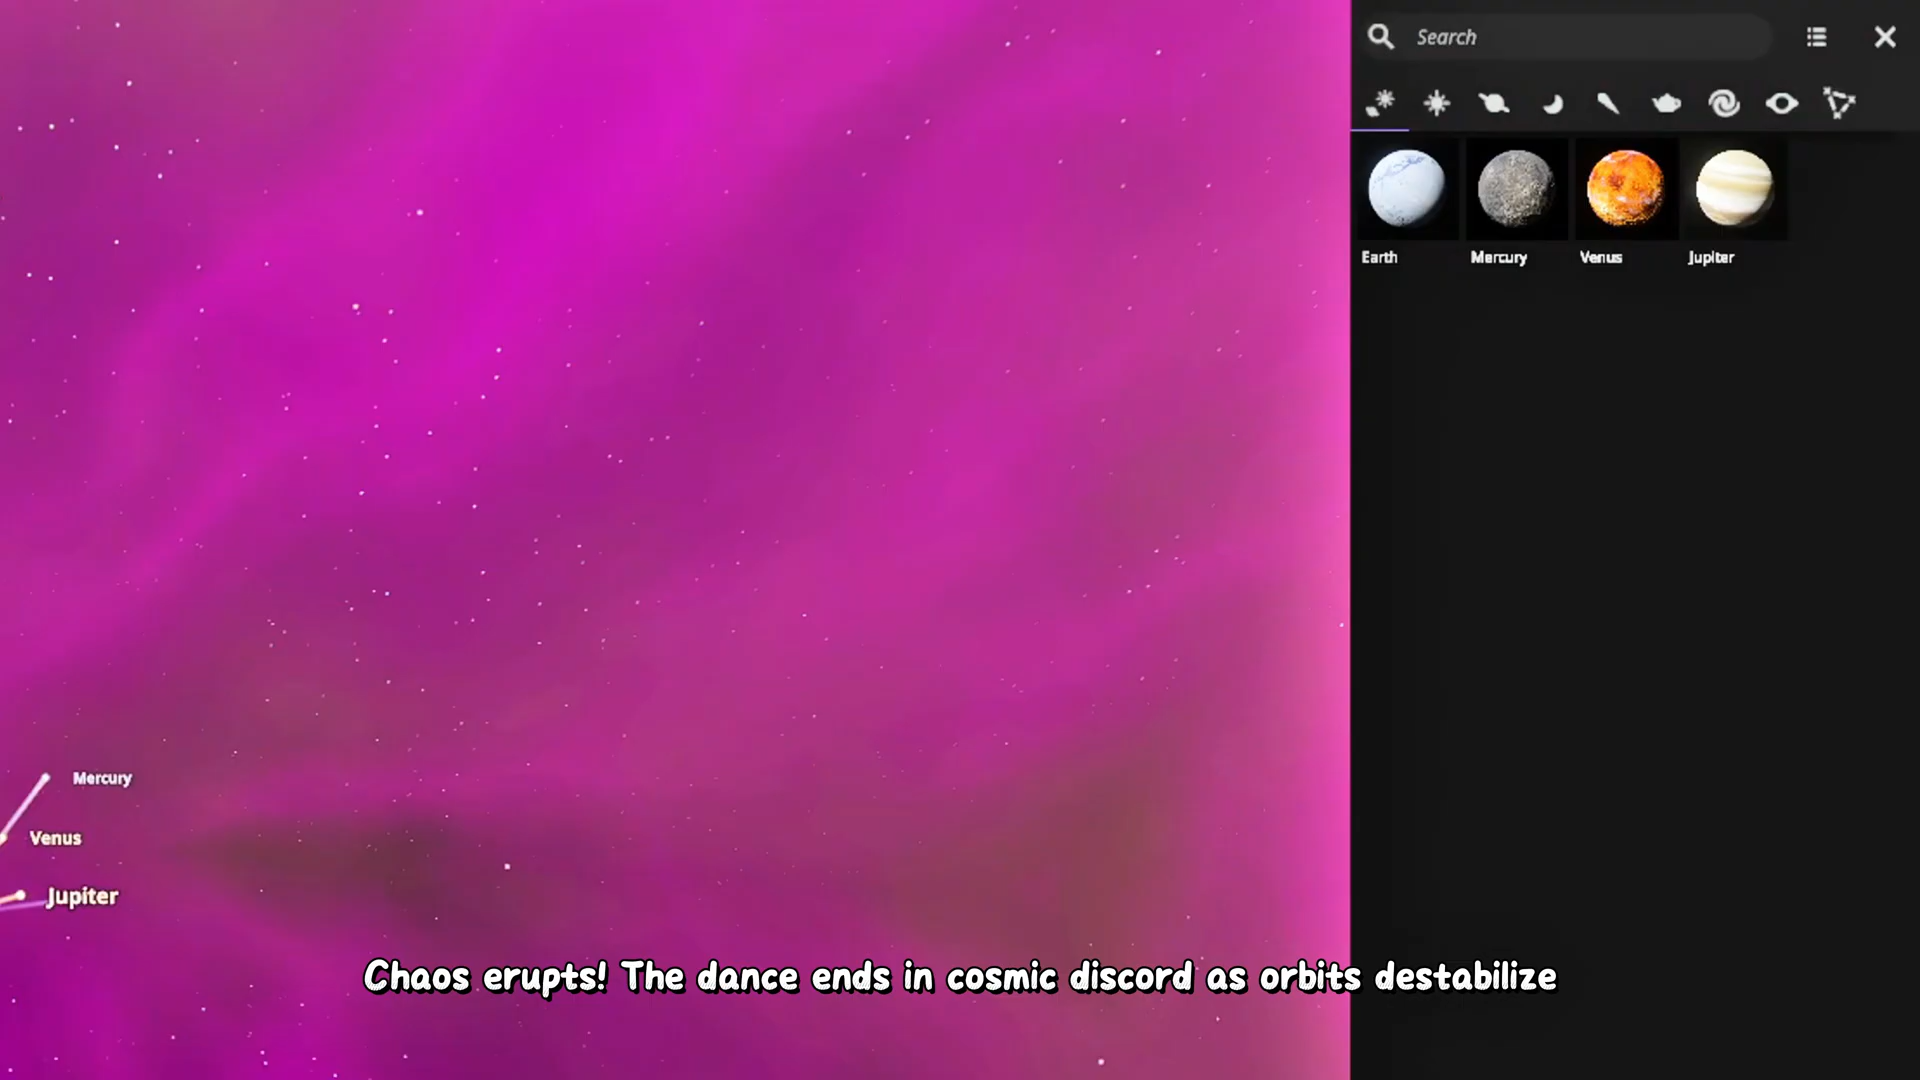 Search
Earth
Mercury
Venus
Jupiter
Mercury
Venus
Jupiter
Chaos erupts! The dance ends in cosmic discord as orbits destabilize